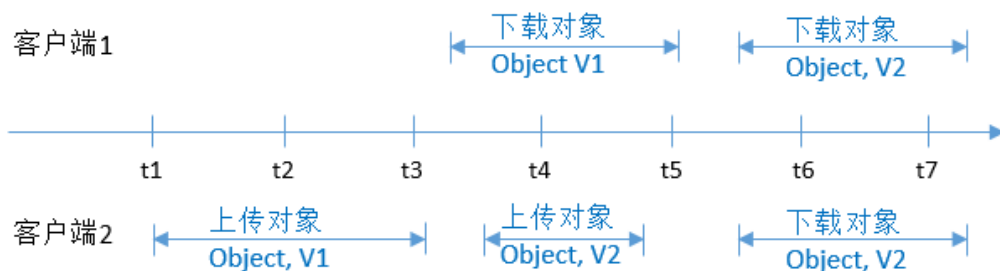 客户端1
下载对象
Object V1
下载对象
Object, V2
t1 t2 t3 t4 t5 t6 t7
客户端2
上传对象
Object, V1
上传对象
Object, V2
下载对象
Object, V2